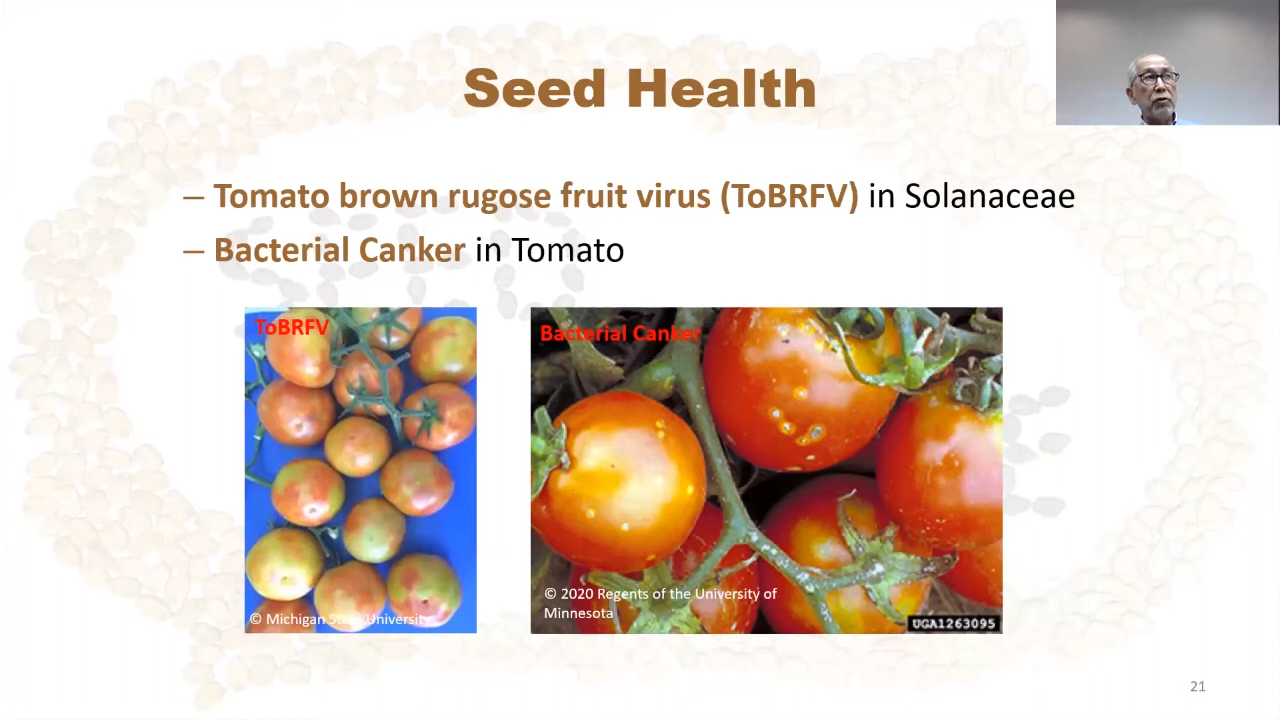 Seed Health
– Tomato brown rugose fruit virus (ToBRFV) in Solanaceae
– Bacterial Canker in Tomato
ToBRFV
Bacterial Canker
© Michigan State University
© 2020 Regents of the University of
Minnesota
UGA1263095
21